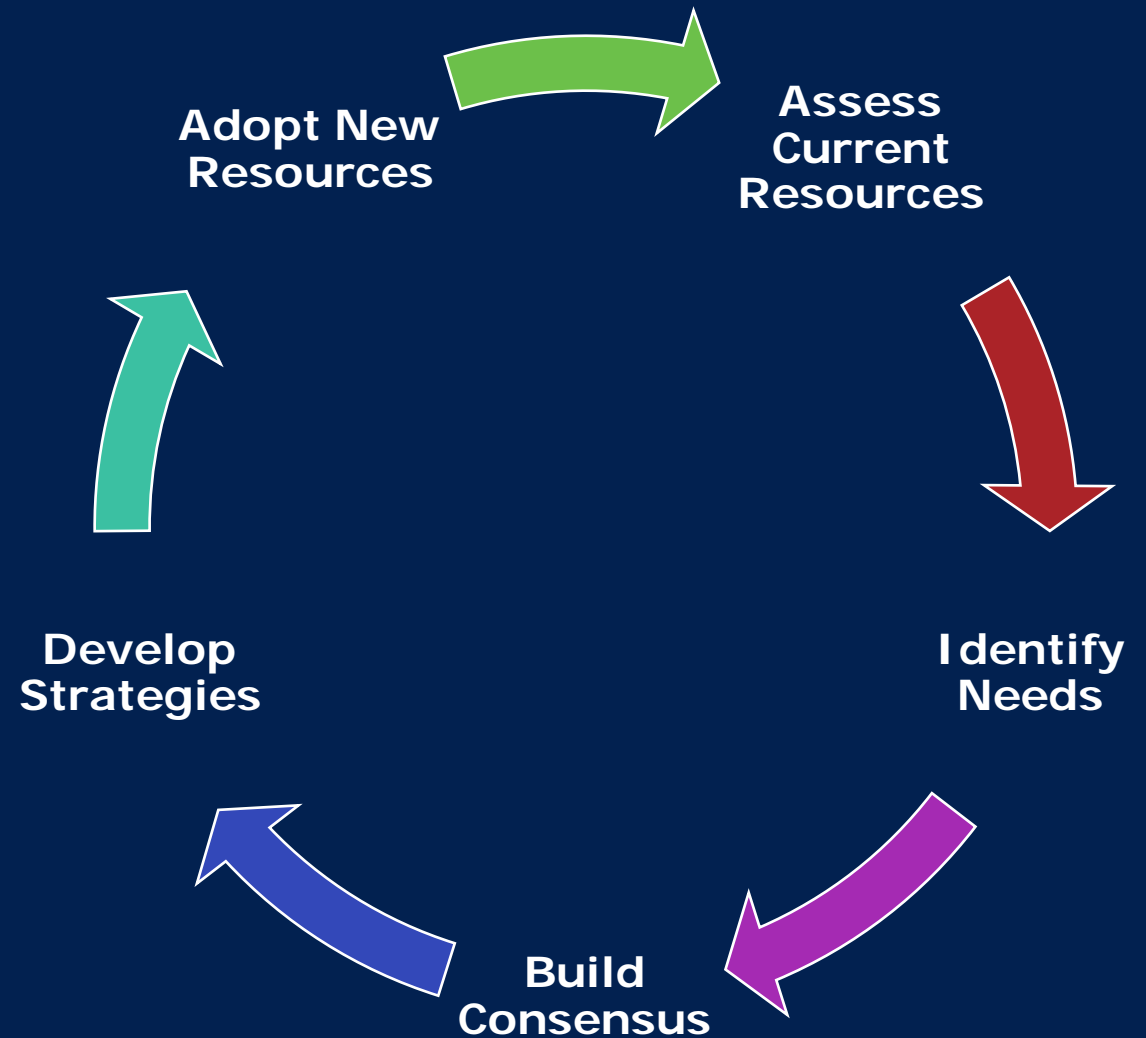 Adopt New
Resources
Assess
Current
Resources
Identify
Needs
Build
Consensus
Develop
Strategies